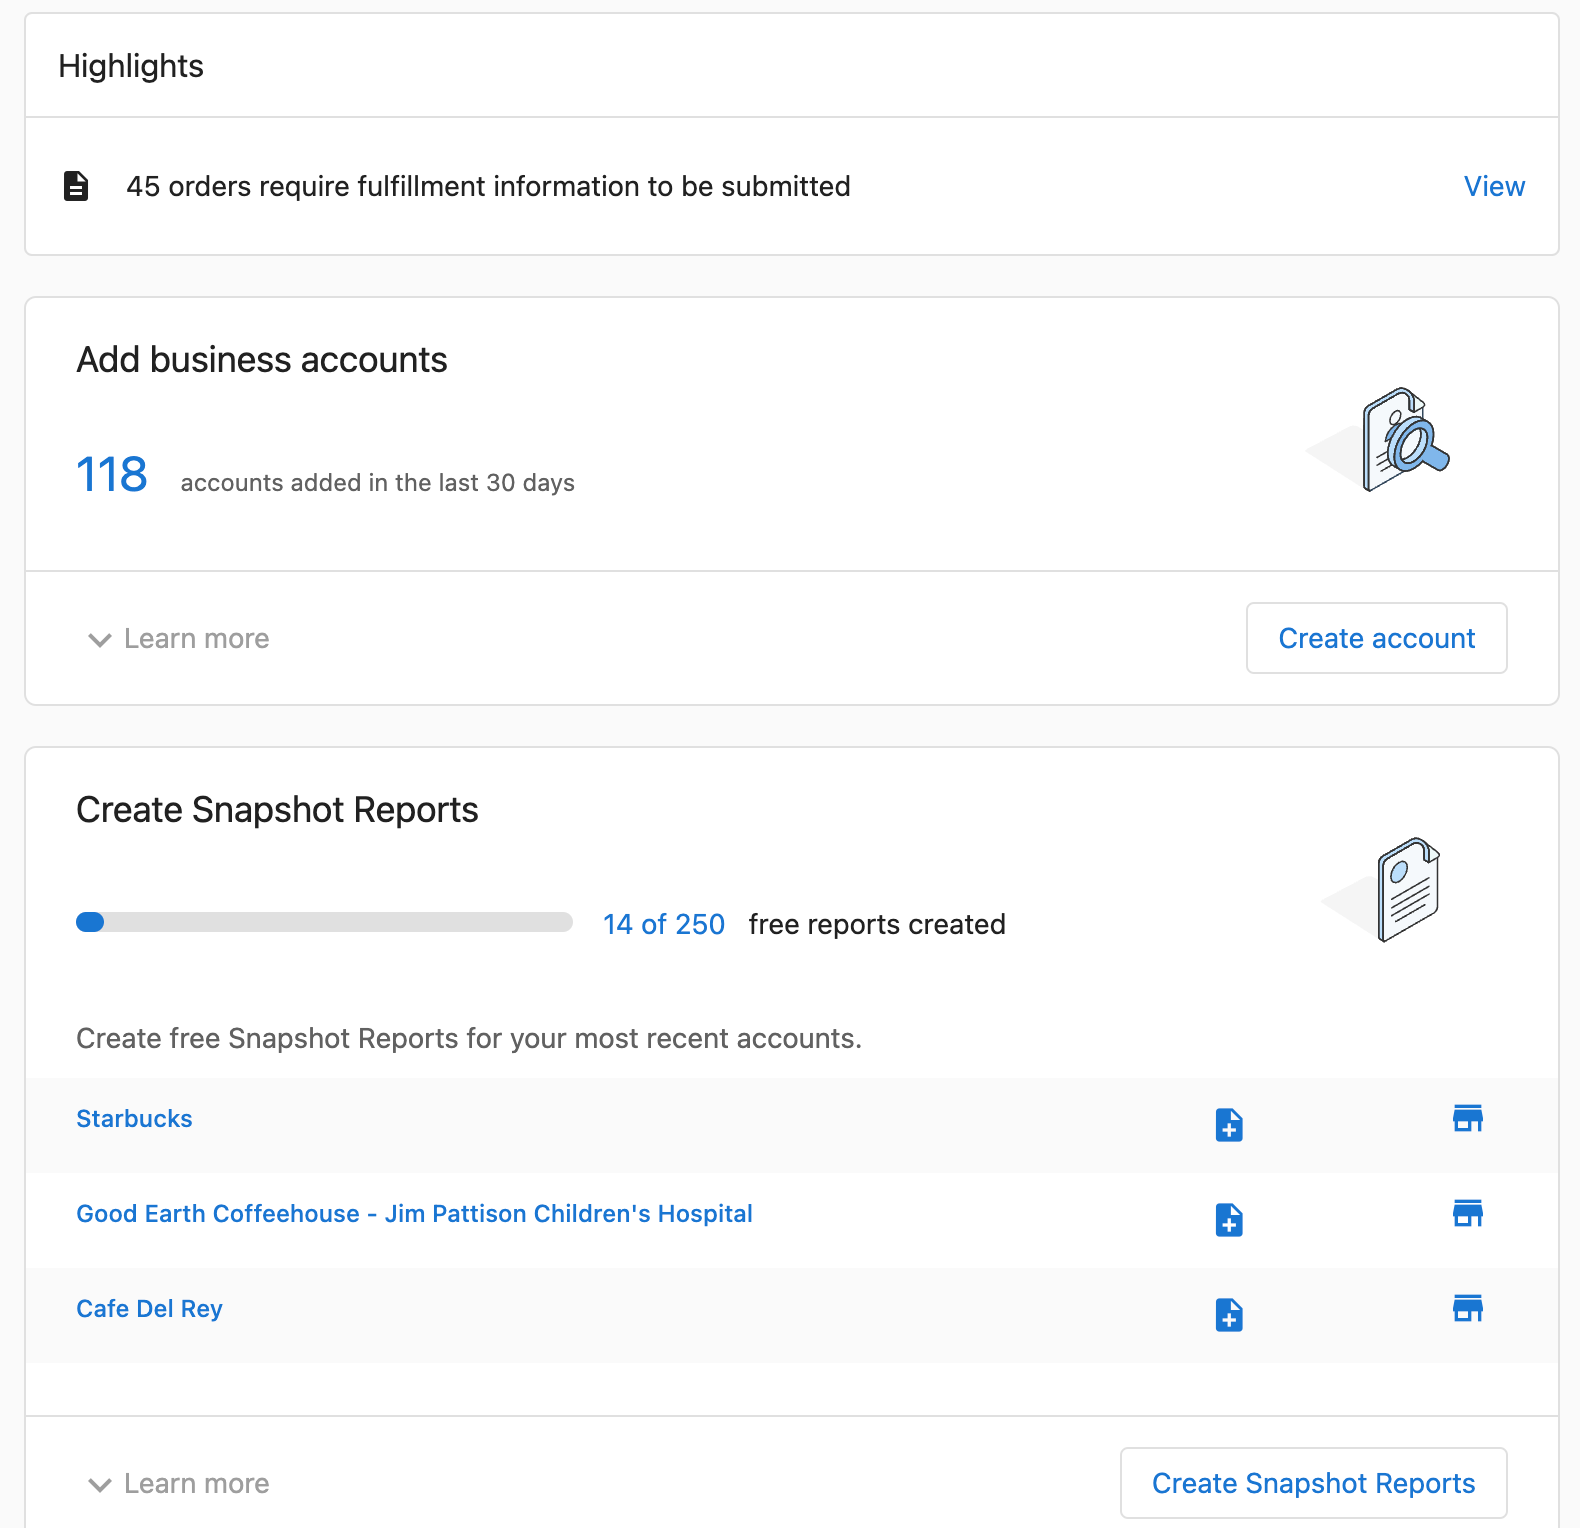 Highlights
45 orders require fulfillment information to be submitted
View
Add business accounts
118 accounts added in the last 30 days
Learn more
Create account
Create Snapshot Reports
14 of 250 free reports created
Create free Snapshot Reports for your most recent accounts.
Starbucks
Good Earth Coffeehouse - Jim Pattison Children's Hospital
Cafe Del Rey
Learn more
Create Snapshot Reports